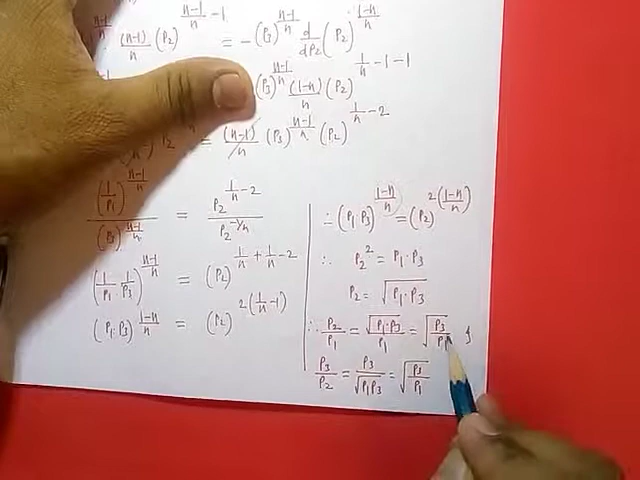 (n-1)/n (P₂)^((n-1)/n - 1) = -(P₃)^((n-1)/n) d/dP₂ (P₂)^((1-n)/n)
(P₃)^((n-1)/n) ((1-n)/n) (P₂)^(1/n - 1 - 1)
= (n-1)/n (P₃)^((n-1)/n) (P₂)^(1/n - 2)
(1/P₁)^((n-1)/n) / (P₃)^((n-1)/n) = P₂^(1/n - 2) / P₂^(-1/n)
(1/P₁ · 1/P₃)^((n-1)/n) = (P₂)^(1/n + 1/n - 2)
(P₁·P₃)^((1-n)/n) = (P₂)^(2(1/n - 1))
∴ (P₁P₃)^((1-n)/n) = (P₂)^(2((1-n)/n))
∴ P₂² = P₁·P₃
P₂ = √(P₁·P₃)
∴ P₂/P₁ = √(P₁·P₃)/P₁ = √(P₃/P₁) &
P₃/P₂ = P₃/√(P₁P₃) = √(P₃/P₁)